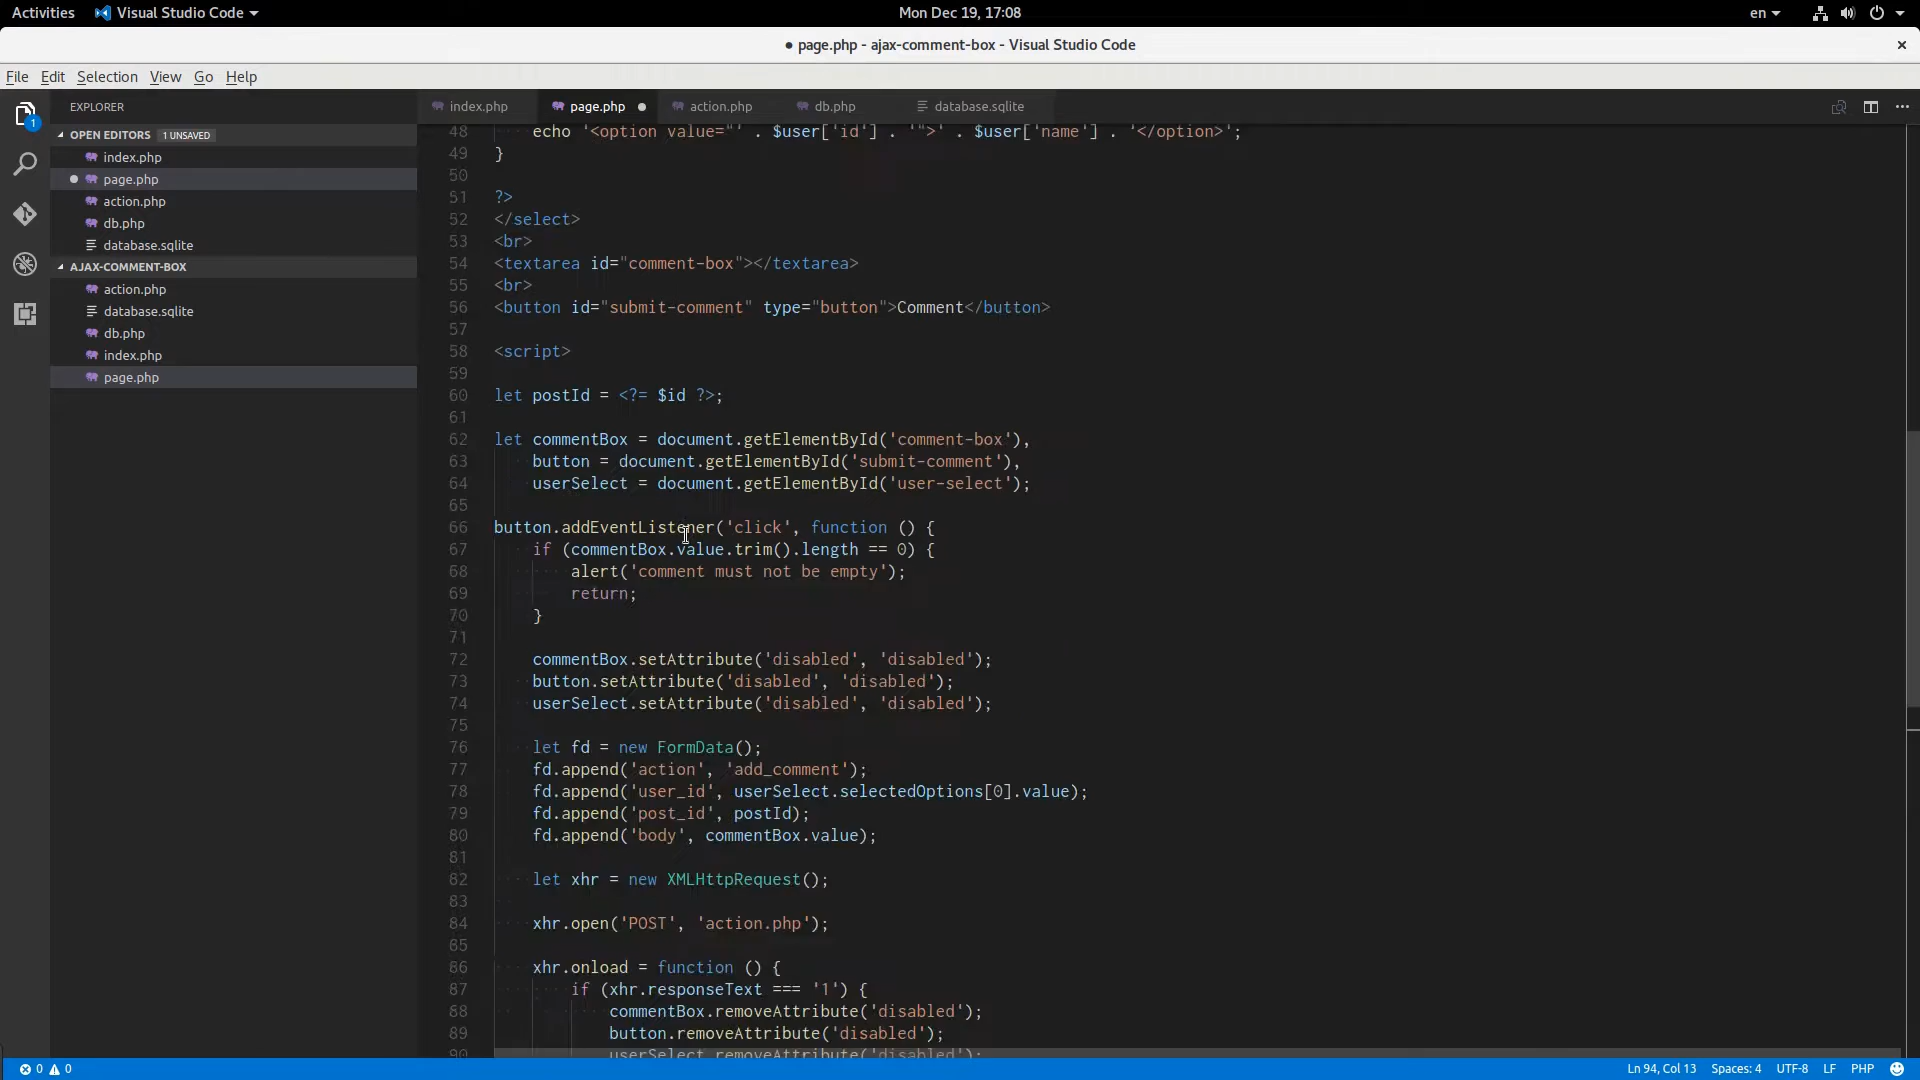 Activities Visual Studio Code Mon Dec 19, 17:08 en
● page.php - ajax-comment-box - Visual Studio Code ×
File Edit Selection View Go Help
EXPLORER index.php page.php action.php db.php database.sqlite
OPEN EDITORS 1 UNSAVED
index.php
page.php
action.php
db.php
database.sqlite
AJAX-COMMENT-BOX
action.php
database.sqlite
db.php
index.php
page.php
1
48 echo '<option value="' . $user['id'] . '">' . $user['name'] . '</option>';
49 }
50
51 ?>
52 </select>
53 <br>
54 <textarea id="comment-box"></textarea>
55 <br>
56 <button id="submit-comment" type="button">Comment</button>
57
58 <script>
59
60 let postId = <?= $id ?>;
61
62 let commentBox = document.getElementById('comment-box'),
63 button = document.getElementById('submit-comment'),
64 userSelect = document.getElementById('user-select');
65
66 button.addEventListener('click', function () {
67 if (commentBox.value.trim().length == 0) {
68 alert('comment must not be empty');
69 return;
70 }
71
72 commentBox.setAttribute('disabled', 'disabled');
73 button.setAttribute('disabled', 'disabled');
74 userSelect.setAttribute('disabled', 'disabled');
75
76 let fd = new FormData();
77 fd.append('action', 'add_comment');
78 fd.append('user_id', userSelect.selectedOptions[0].value);
79 fd.append('post_id', postId);
80 fd.append('body', commentBox.value);
81
82 let xhr = new XMLHttpRequest();
83
84 xhr.open('POST', 'action.php');
85
86 xhr.onload = function () {
87 if (xhr.responseText === '1') {
88 commentBox.removeAttribute('disabled');
89 button.removeAttribute('disabled');
90 userSelect.removeAttribute('disabled');
0 0 Ln 94, Col 13 Spaces: 4 UTF-8 LF PHP